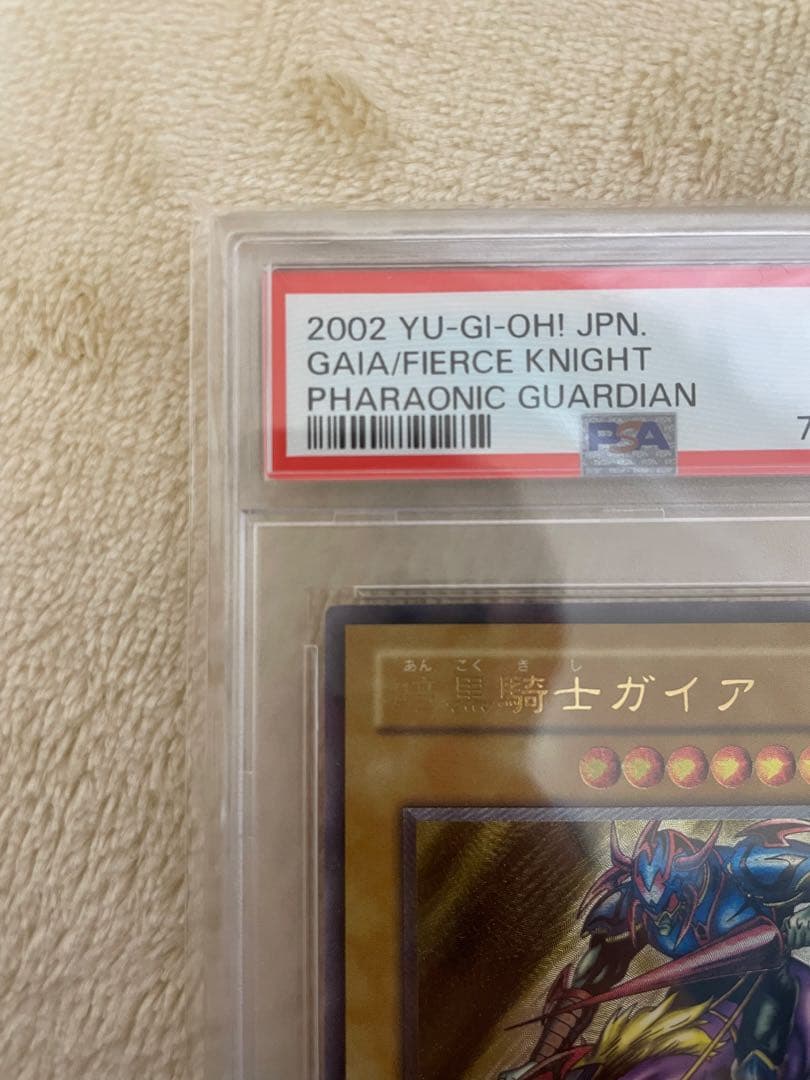 2002 YU-GI-OH! JPN.
GAIA/FIERCE KNIGHT
PHARAONIC GUARDIAN
PSA
7
あん こく き し
暗黒騎士ガイア